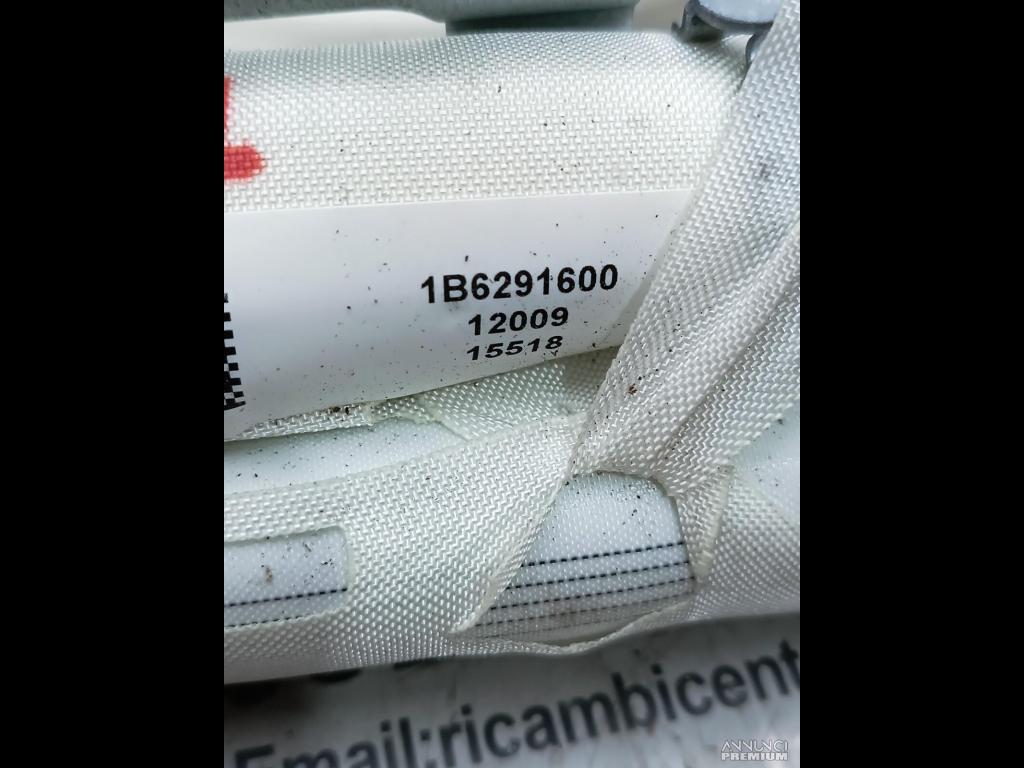 1B6291600
12009
15518
Email:ricambicent
ANNUNCI
PREMIUM